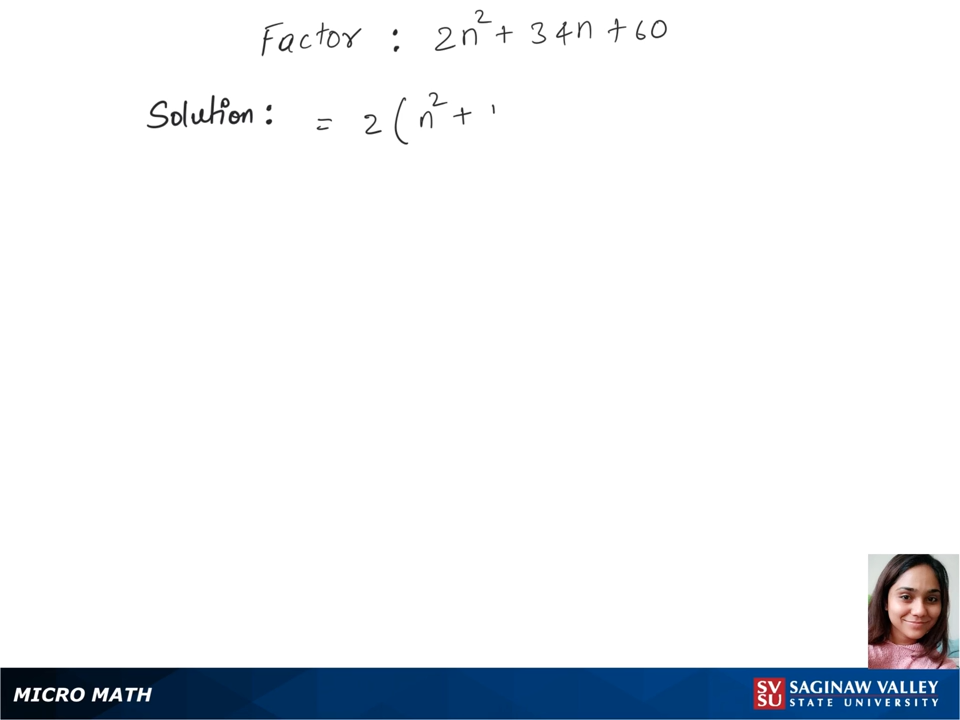 Factor : 2n² + 34n + 60
Solution : = 2 ( n² +
MICRO MATH
SV SU SAGINAW VALLEY
STATE UNIVERSITY